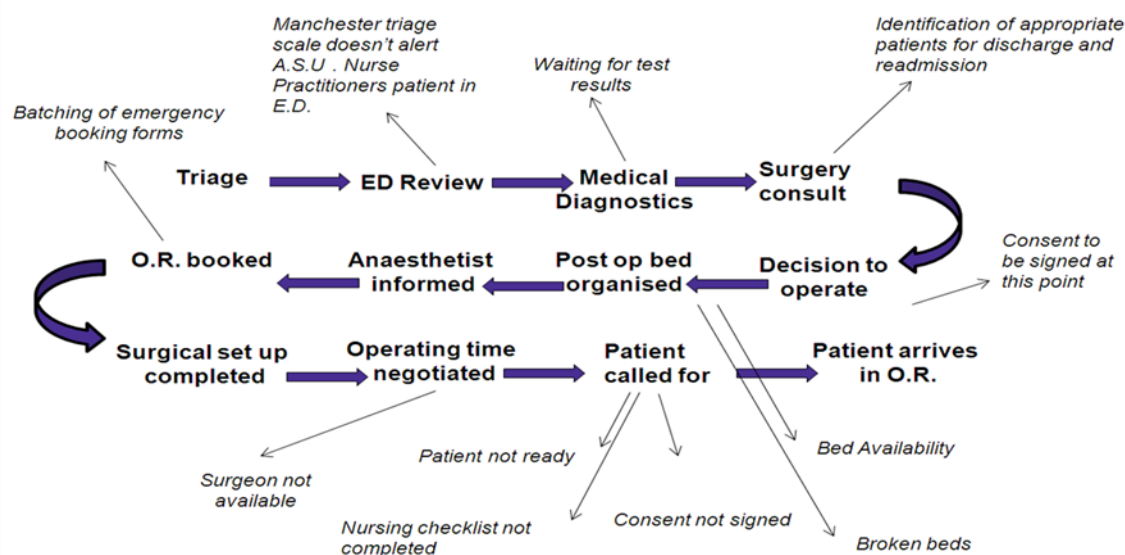 Manchester triage
scale doesn't alert
A.S.U . Nurse
Practitioners patient in
E.D.
Identification of appropriate
patients for discharge and
readmission
Waiting for test
results
Batching of emergency
booking forms
Triage
ED Review
Medical
Diagnostics
Surgery
consult
Consent to
be signed at
this point
O.R. booked
Anaesthetist
informed
Post op bed
organised
Decision to
operate
Surgical set up
completed
Operating time
negotiated
Patient
called for
Patient arrives
in O.R.
Surgeon not
available
Patient not ready
Nursing checklist not
completed
Consent not signed
Bed Availability
Broken beds